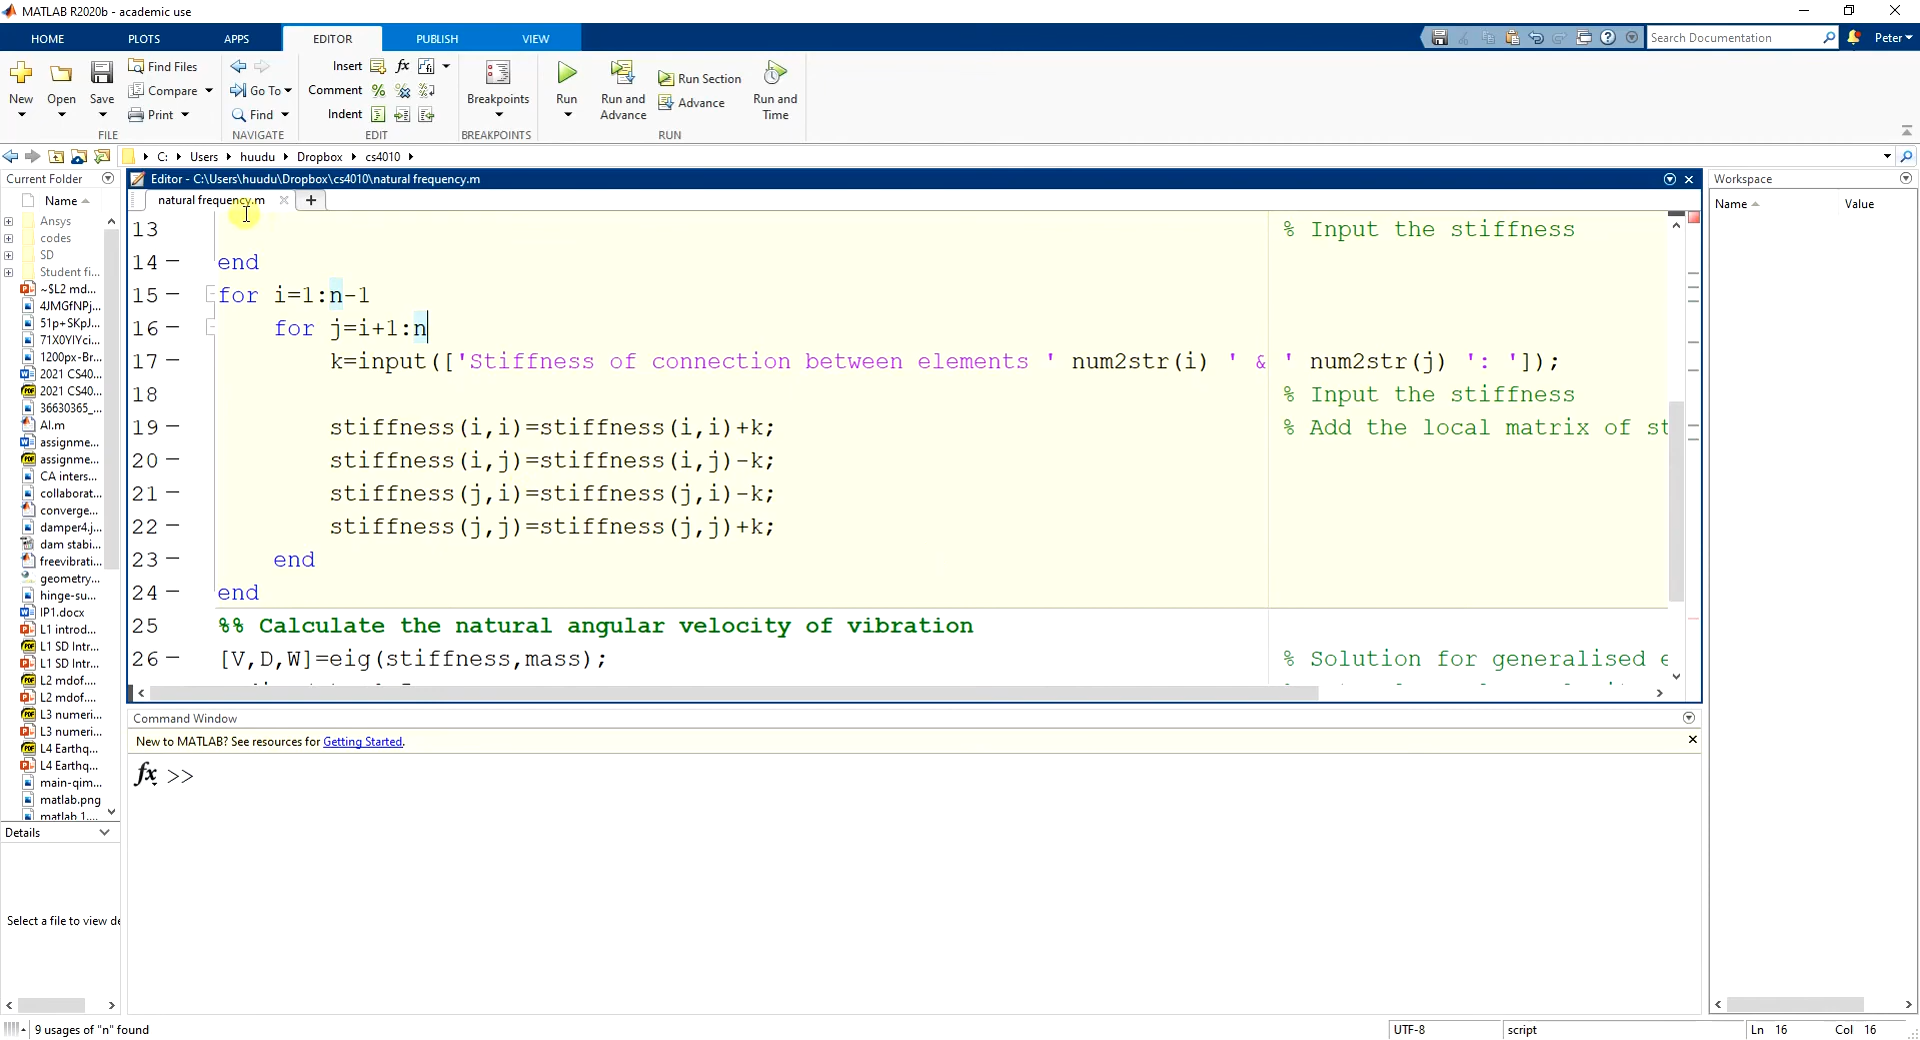 MATLAB R2020b - academic use
HOME PLOTS APPS EDITOR PUBLISH VIEW
Search Documentation
Peter
New
Open
Save
Find Files
Compare
Print
FILE
Go To
Find
NAVIGATE
Insert fx
Comment
Indent
EDIT
Breakpoints
BREAKPOINTS
Run
Run and
Advance
Run Section
Advance
Run and
Time
RUN
C: Users huudu Dropbox cs4010
Current Folder
Name
Ansys
codes
SD
Student fi...
~$L2 md...
4JMGfNPj...
51p+SKpJ...
71X0YIYci...
1200px-Br...
2021 CS40...
2021 CS40...
36630365_...
AI.m
assignme...
assignme...
CA inters...
collaborat...
converge...
damper4.j...
dam stabi...
freevibrati...
geometry...
hinge-su...
IP1.docx
L1 introd...
L1 SD Intr...
L1 SD Intr...
L2 mdof....
L2 mdof....
L3 numeri...
L3 numeri...
L4 Earthq...
L4 Earthq...
main-qim...
matlab.png
matlab 1....
Details
Select a file to view de
Editor - C:\Users\huudu\Dropbox\cs4010\natural frequency.m
natural frequency.m
13 % Input the stiffness
14 end
15 for i=1:n-1
16 for j=i+1:n
17 k=input(['Stiffness of connection between elements ' num2str(i) ' & ' num2str(j) ': ']);
18 % Input the stiffness
19 stiffness(i,i)=stiffness(i,i)+k; % Add the local matrix of st
20 stiffness(i,j)=stiffness(i,j)-k;
21 stiffness(j,i)=stiffness(j,i)-k;
22 stiffness(j,j)=stiffness(j,j)+k;
23 end
24 end
25 %% Calculate the natural angular velocity of vibration
26 [V,D,W]=eig(stiffness,mass); % Solution for generalised e
Command Window
New to MATLAB? See resources for Getting Started.
fx >>
Workspace
Name Value
9 usages of "n" found
UTF-8
script
Ln 16 Col 16